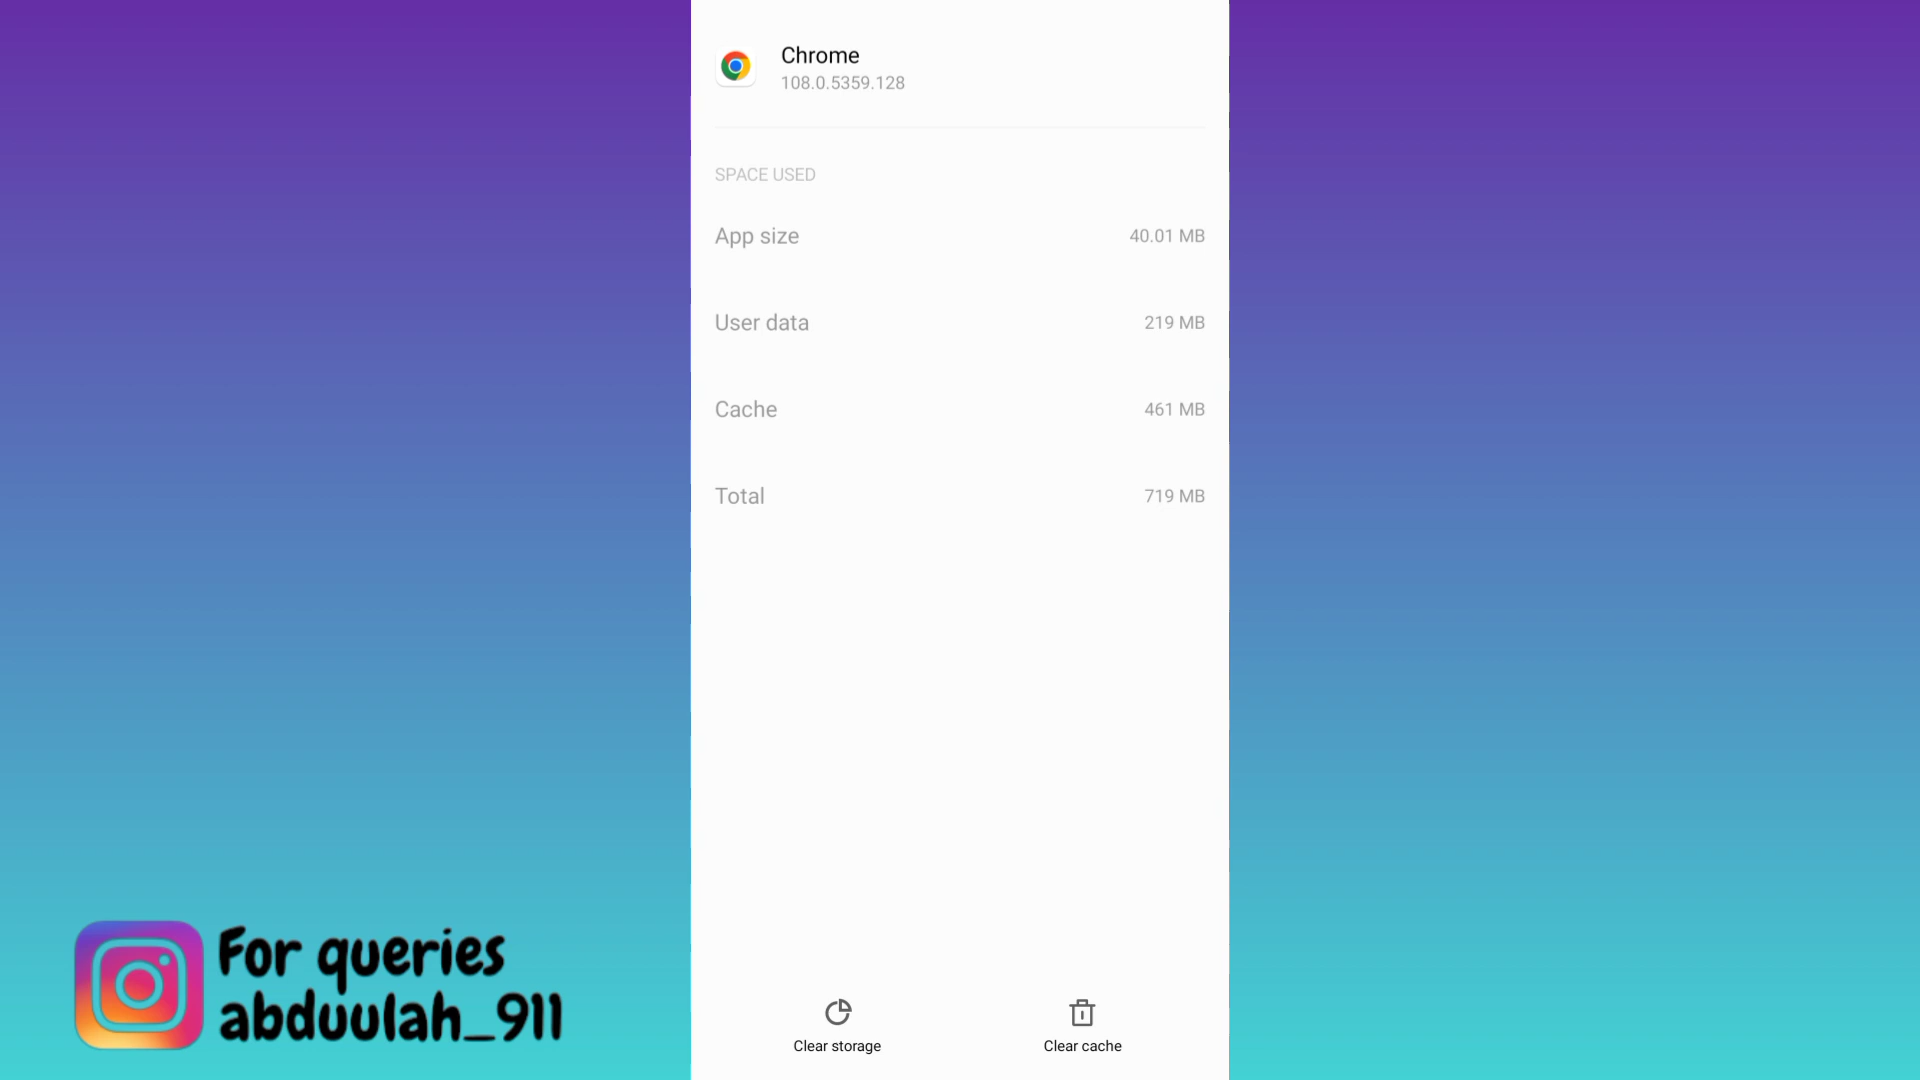 Chrome
108.0.5359.128
SPACE USED
App size 40.01 MB
User data 219 MB
Cache 461 MB
Total 719 MB
Clear storage Clear cache
For queries
abduulah_911